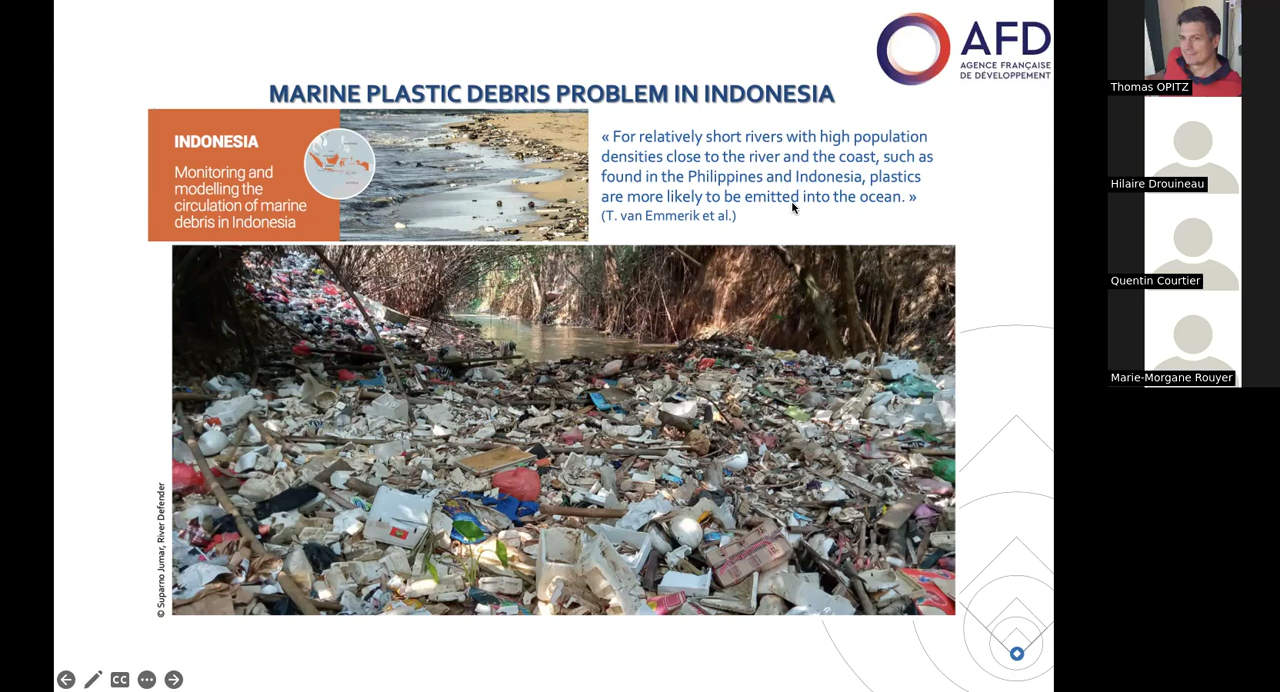 AFD
AGENCE FRANÇAISE
DE DÉVELOPPEMENT
MARINE PLASTIC DEBRIS PROBLEM IN INDONESIA
INDONESIA
Monitoring and
modelling the
circulation of marine
debris in Indonesia
« For relatively short rivers with high population
densities close to the river and the coast, such as
found in the Philippines and Indonesia, plastics
are more likely to be emitted into the ocean. »
(T. van Emmerik et al.)
© Suparno Jumar, River Defender
CC
Thomas OPITZ
Hilaire Drouineau
Quentin Courtier
Marie-Morgane Rouyer